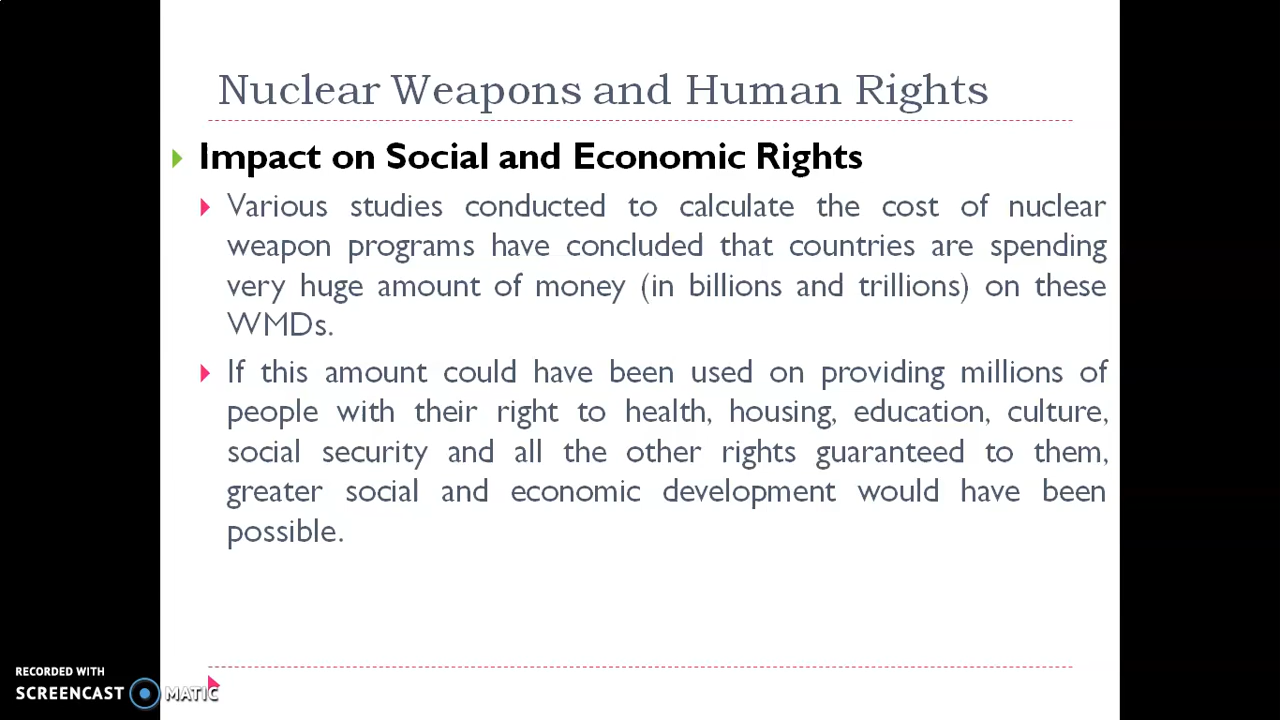 Nuclear Weapons and Human Rights
Impact on Social and Economic Rights
Various studies conducted to calculate the cost of nuclear
weapon programs have concluded that countries are spending
very huge amount of money (in billions and trillions) on these
WMDs.
If this amount could have been used on providing millions of
people with their right to health, housing, education, culture,
social security and all the other rights guaranteed to them,
greater social and economic development would have been
possible.
RECORDED WITH
SCREENCAST MATIC